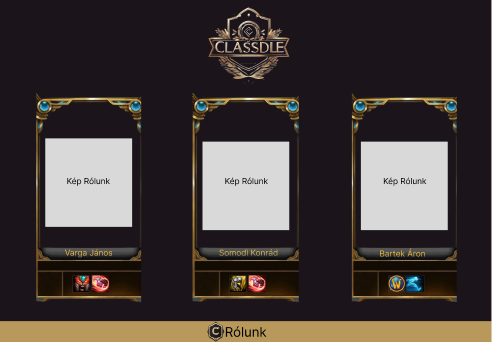 CLASSDLE
Kép Rólunk
Kép Rólunk
Kép Rólunk
Varga János
Somodi Konrád
Bartek Áron
W
C Rólunk